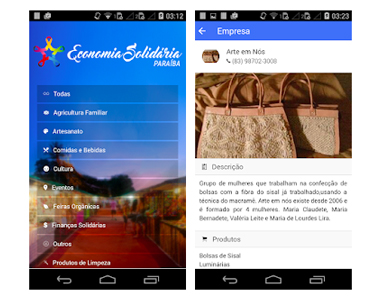 03:12
Economia Solidária
PARAÍBA
Todas
Agricultura Familiar
Artesanato
Comidas e Bebidas
Cultura
Eventos
Feiras Orgânicas
Finanças Solidárias
Outros
Produtos de Limpeza
03:23
Empresa
Arte em Nós
(83) 98702-3008
Descrição
Grupo de mulheres que trabalham na confecção de
bolsas com a fibra do sisal já trabalhado,usando a
técnica do macramê. Arte em nós existe desde 2006 e
é formada por 4 mulheres. Maria Claudete, Maria
Bernadete, Valéria Leite e Maria de Lourdes Lira.
Produtos
Bolsas de Sisal
Luminárias